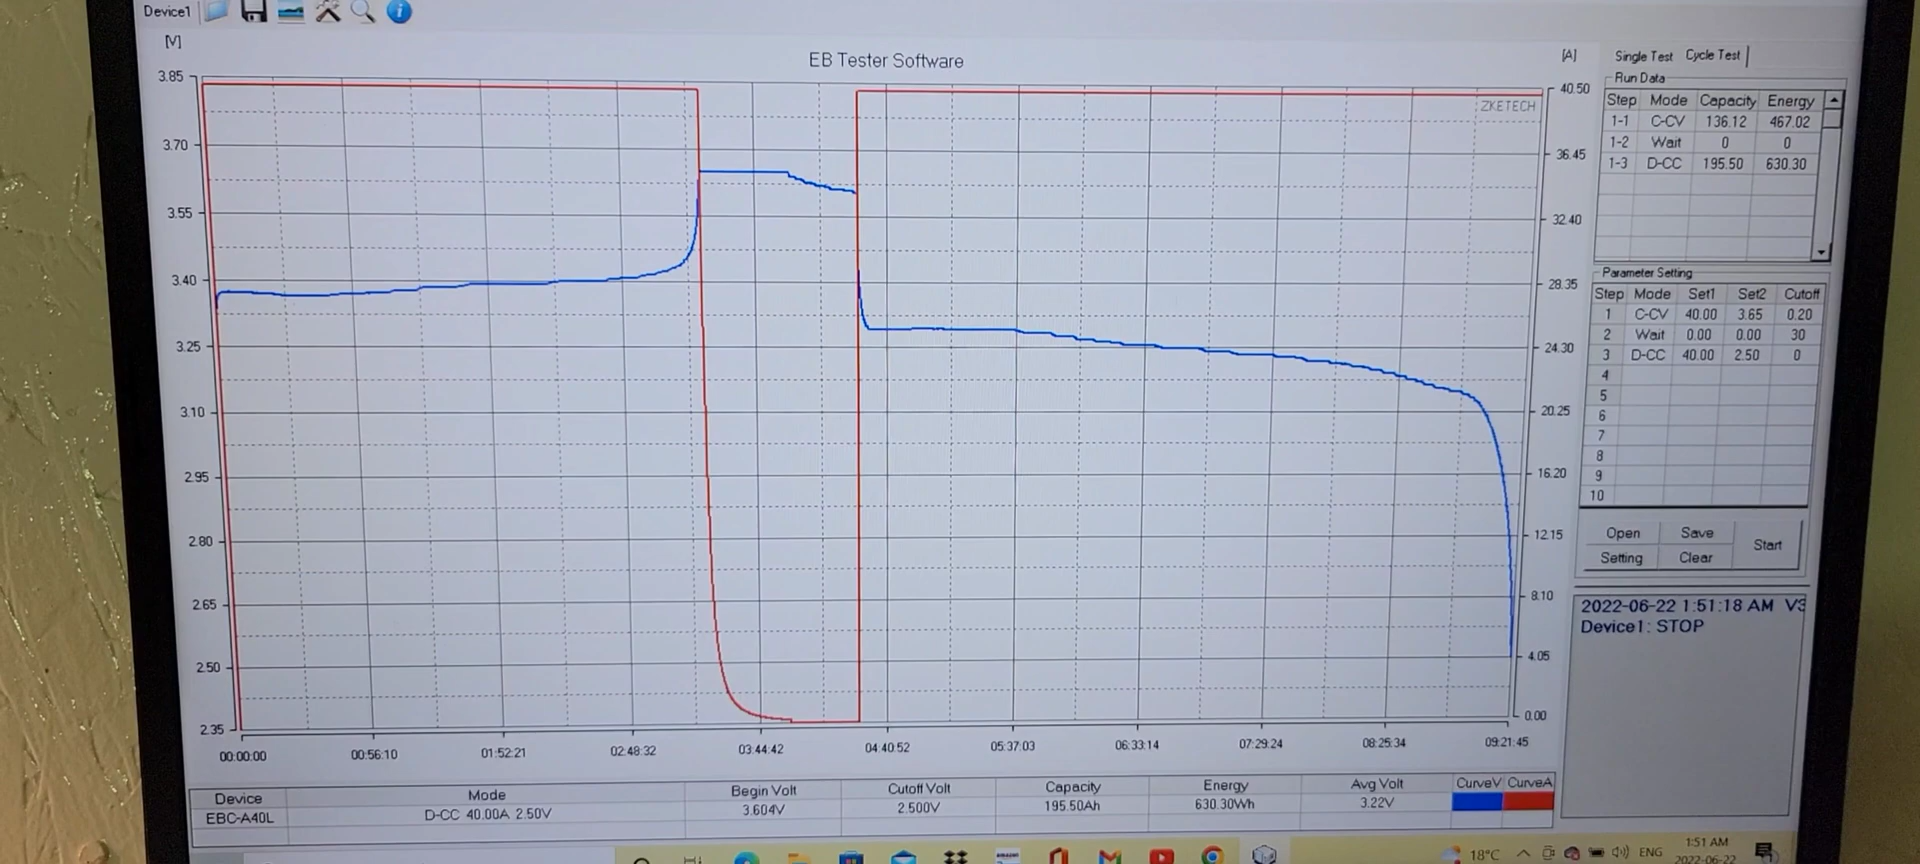 Device1
[V]
EB Tester Software
[A]
ZKETECH
3.85
3.70
3.55
3.40
3.25
3.10
2.95
2.80
2.65
2.50
2.35
40.50
36.45
32.40
28.35
24.30
20.25
16.20
12.15
8.10
4.05
0.00
00:00:00 00:56:10 01:52:21 02:48:32 03:44:42 04:40:52 05:37:03 06:33:14 07:29:24 08:25:34 09:21:45
Device Mode Begin Volt Cutoff Volt Capacity Energy Avg Volt CurveV CurveA
EBC-A40L D-CC 40.00A 2.50V 3.604V 2.500V 195.50Ah 630.30Wh 3.22V
Single Test Cycle Test
Run Data
Step Mode Capacity Energy
1-1 C-CV 136.12 467.02
1-2 Wait 0 0
1-3 D-CC 195.50 630.30
Parameter Setting
Step Mode Set1 Set2 Cutoff
1 C-CV 40.00 3.65 0.20
2 Wait 0.00 0.00 30
3 D-CC 40.00 2.50 0
4
5
6
7
8
9
10
Open Save Start
Setting Clear
2022-06-22 1:51:18 AM V3
Device1: STOP
18°C ENG 1:51 AM
2022-06-22